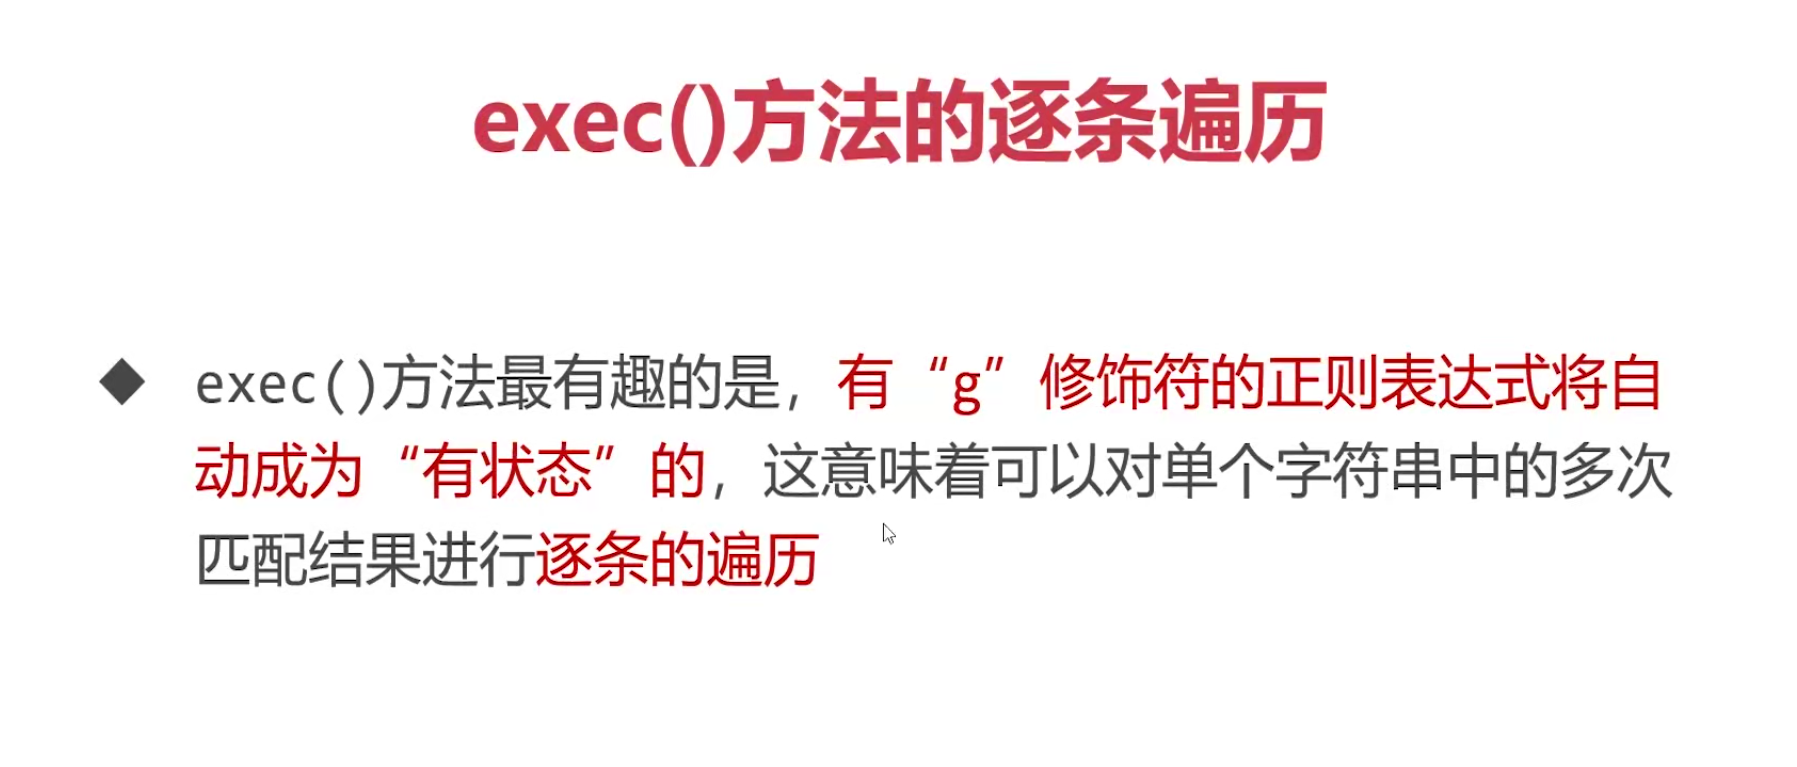 exec()方法的逐条遍历
◆ exec()方法最有趣的是，有“g”修饰符的正则表达式将自
动成为“有状态”的，这意味着可以对单个字符串中的多次
匹配结果进行逐条的遍历